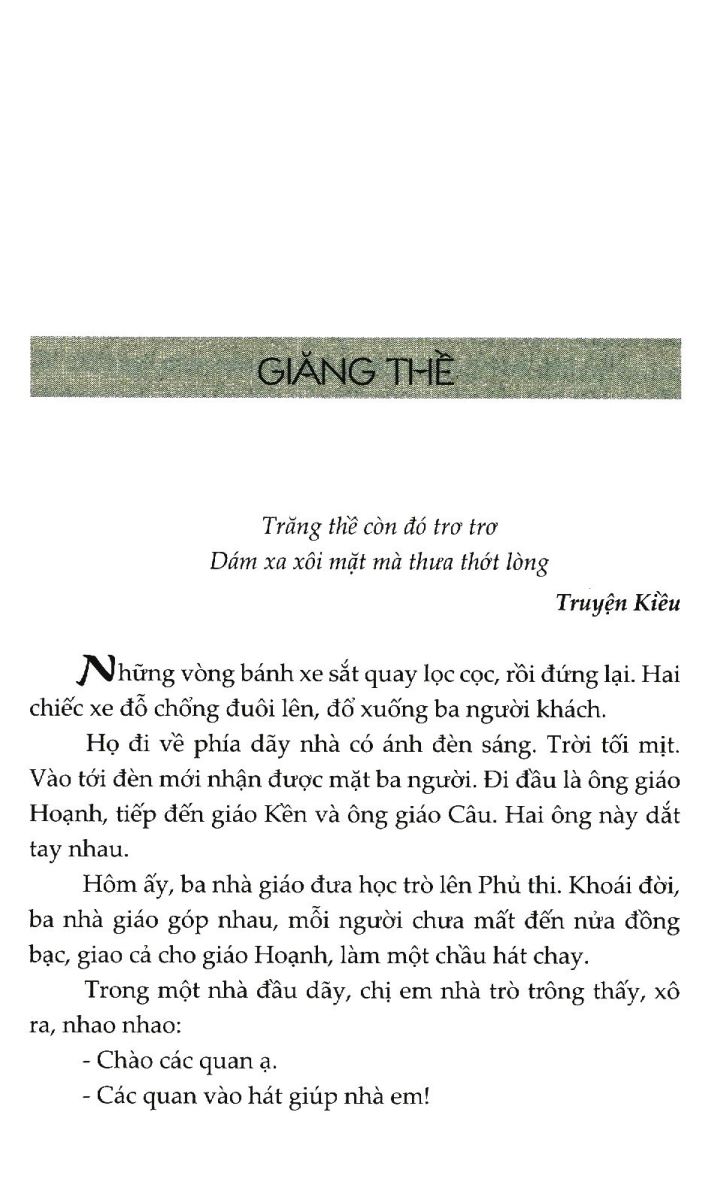 GIĂNG THỀ
Trăng thề còn đó trơ trơ
Dám xa xôi mặt mà thưa thớt lòng
Truyện Kiều
Những vòng bánh xe sắt quay lọc cọc, rồi đứng lại. Hai
chiếc xe đỗ chổng đuôi lên, đổ xuống ba người khách.
Họ đi về phía dãy nhà có ánh đèn sáng. Trời tối mịt.
Vào tới đèn mới nhận được mặt ba người. Đi đầu là ông giáo
Hoạnh, tiếp đến giáo Kền và ông giáo Câu. Hai ông này dắt
tay nhau.
Hôm ấy, ba nhà giáo đưa học trò lên Phủ thi. Khoái đời,
ba nhà giáo góp nhau, mỗi người chưa mất đến nửa đồng
bạc, giao cả cho giáo Hoạnh, làm một chầu hát chay.
Trong một nhà đầu dãy, chị em nhà trò trông thấy, xô
ra, nhao nhao:
- Chào các quan ạ.
- Các quan vào hát giúp nhà em!